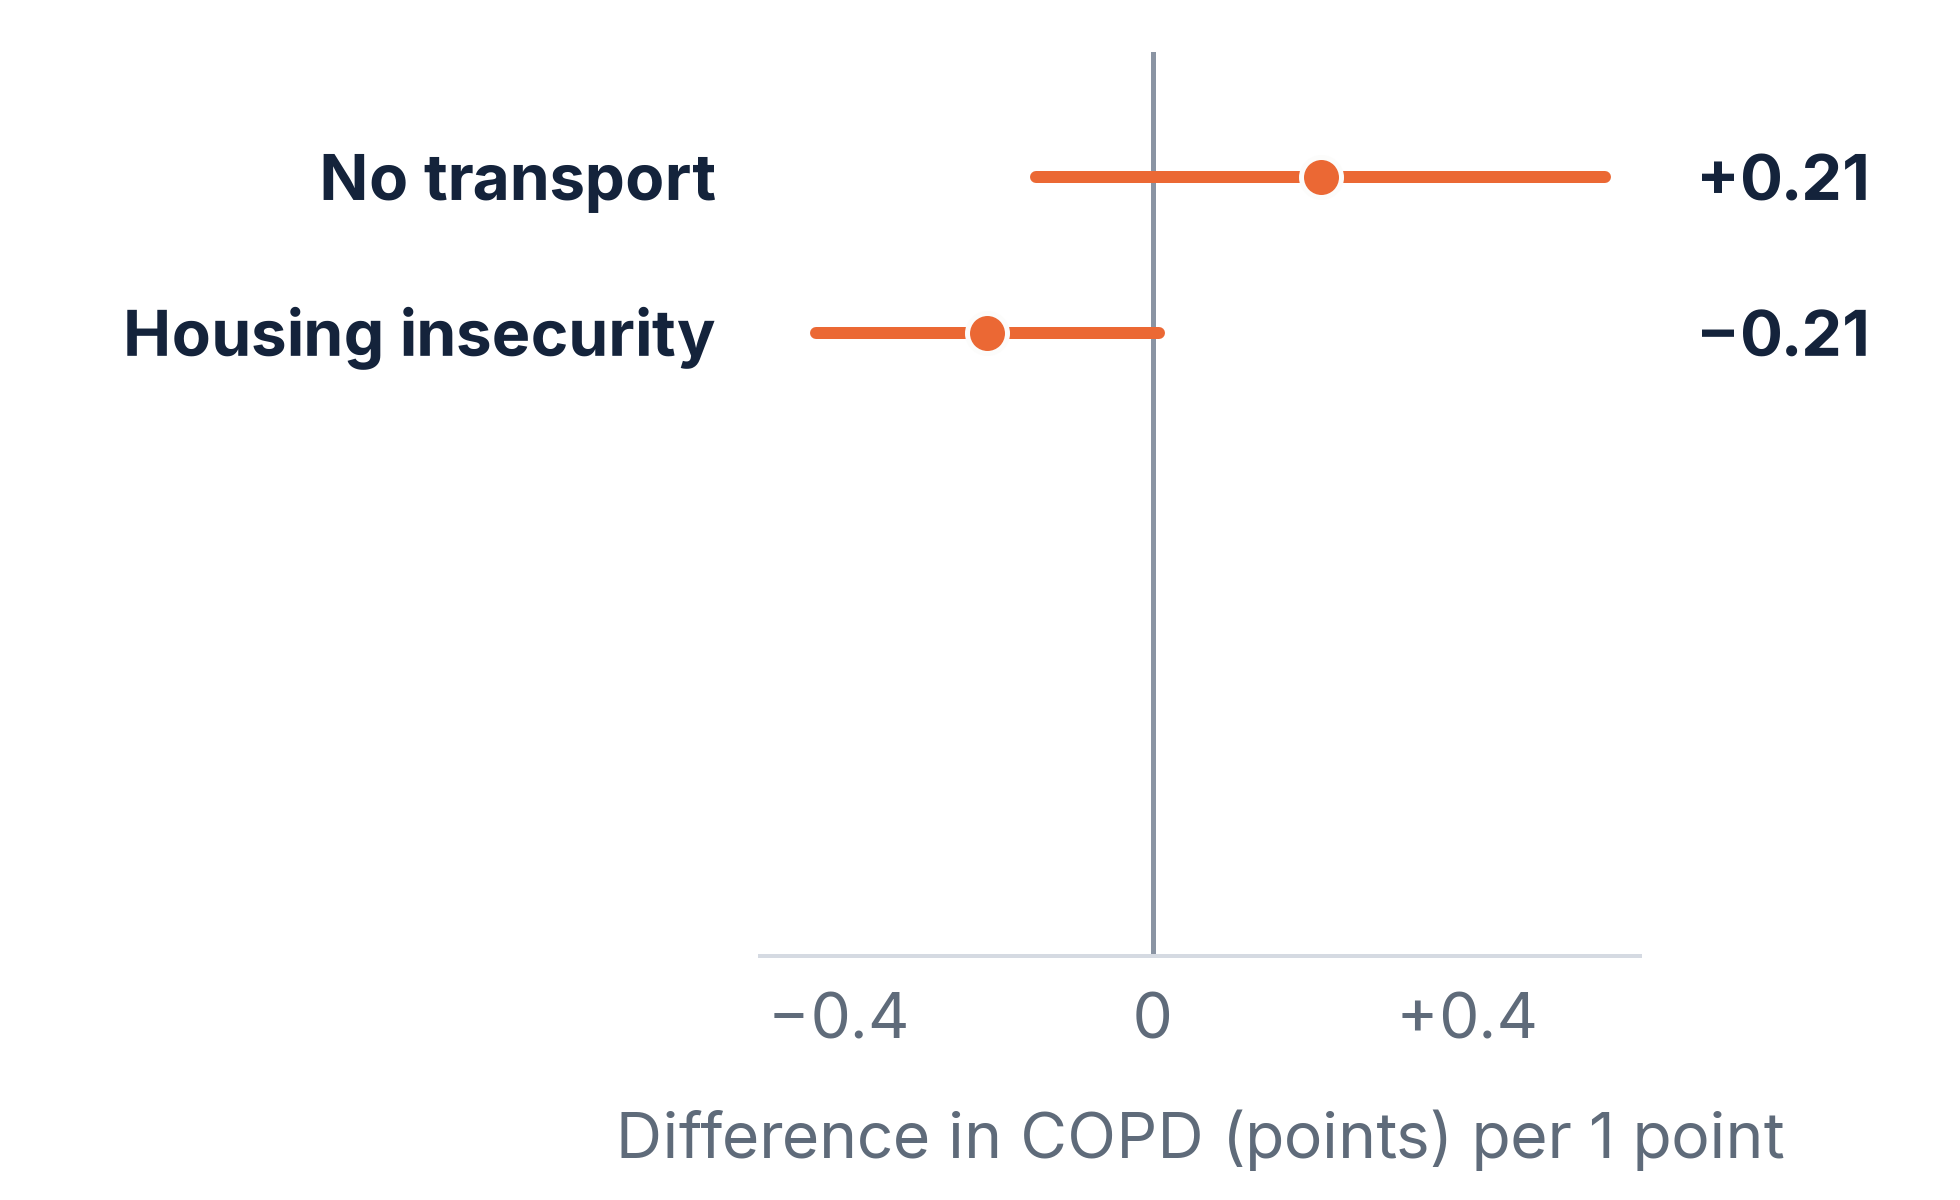 No transport +0.21
Housing insecurity −0.21
−0.4 0 +0.4
Difference in COPD (points) per 1 point